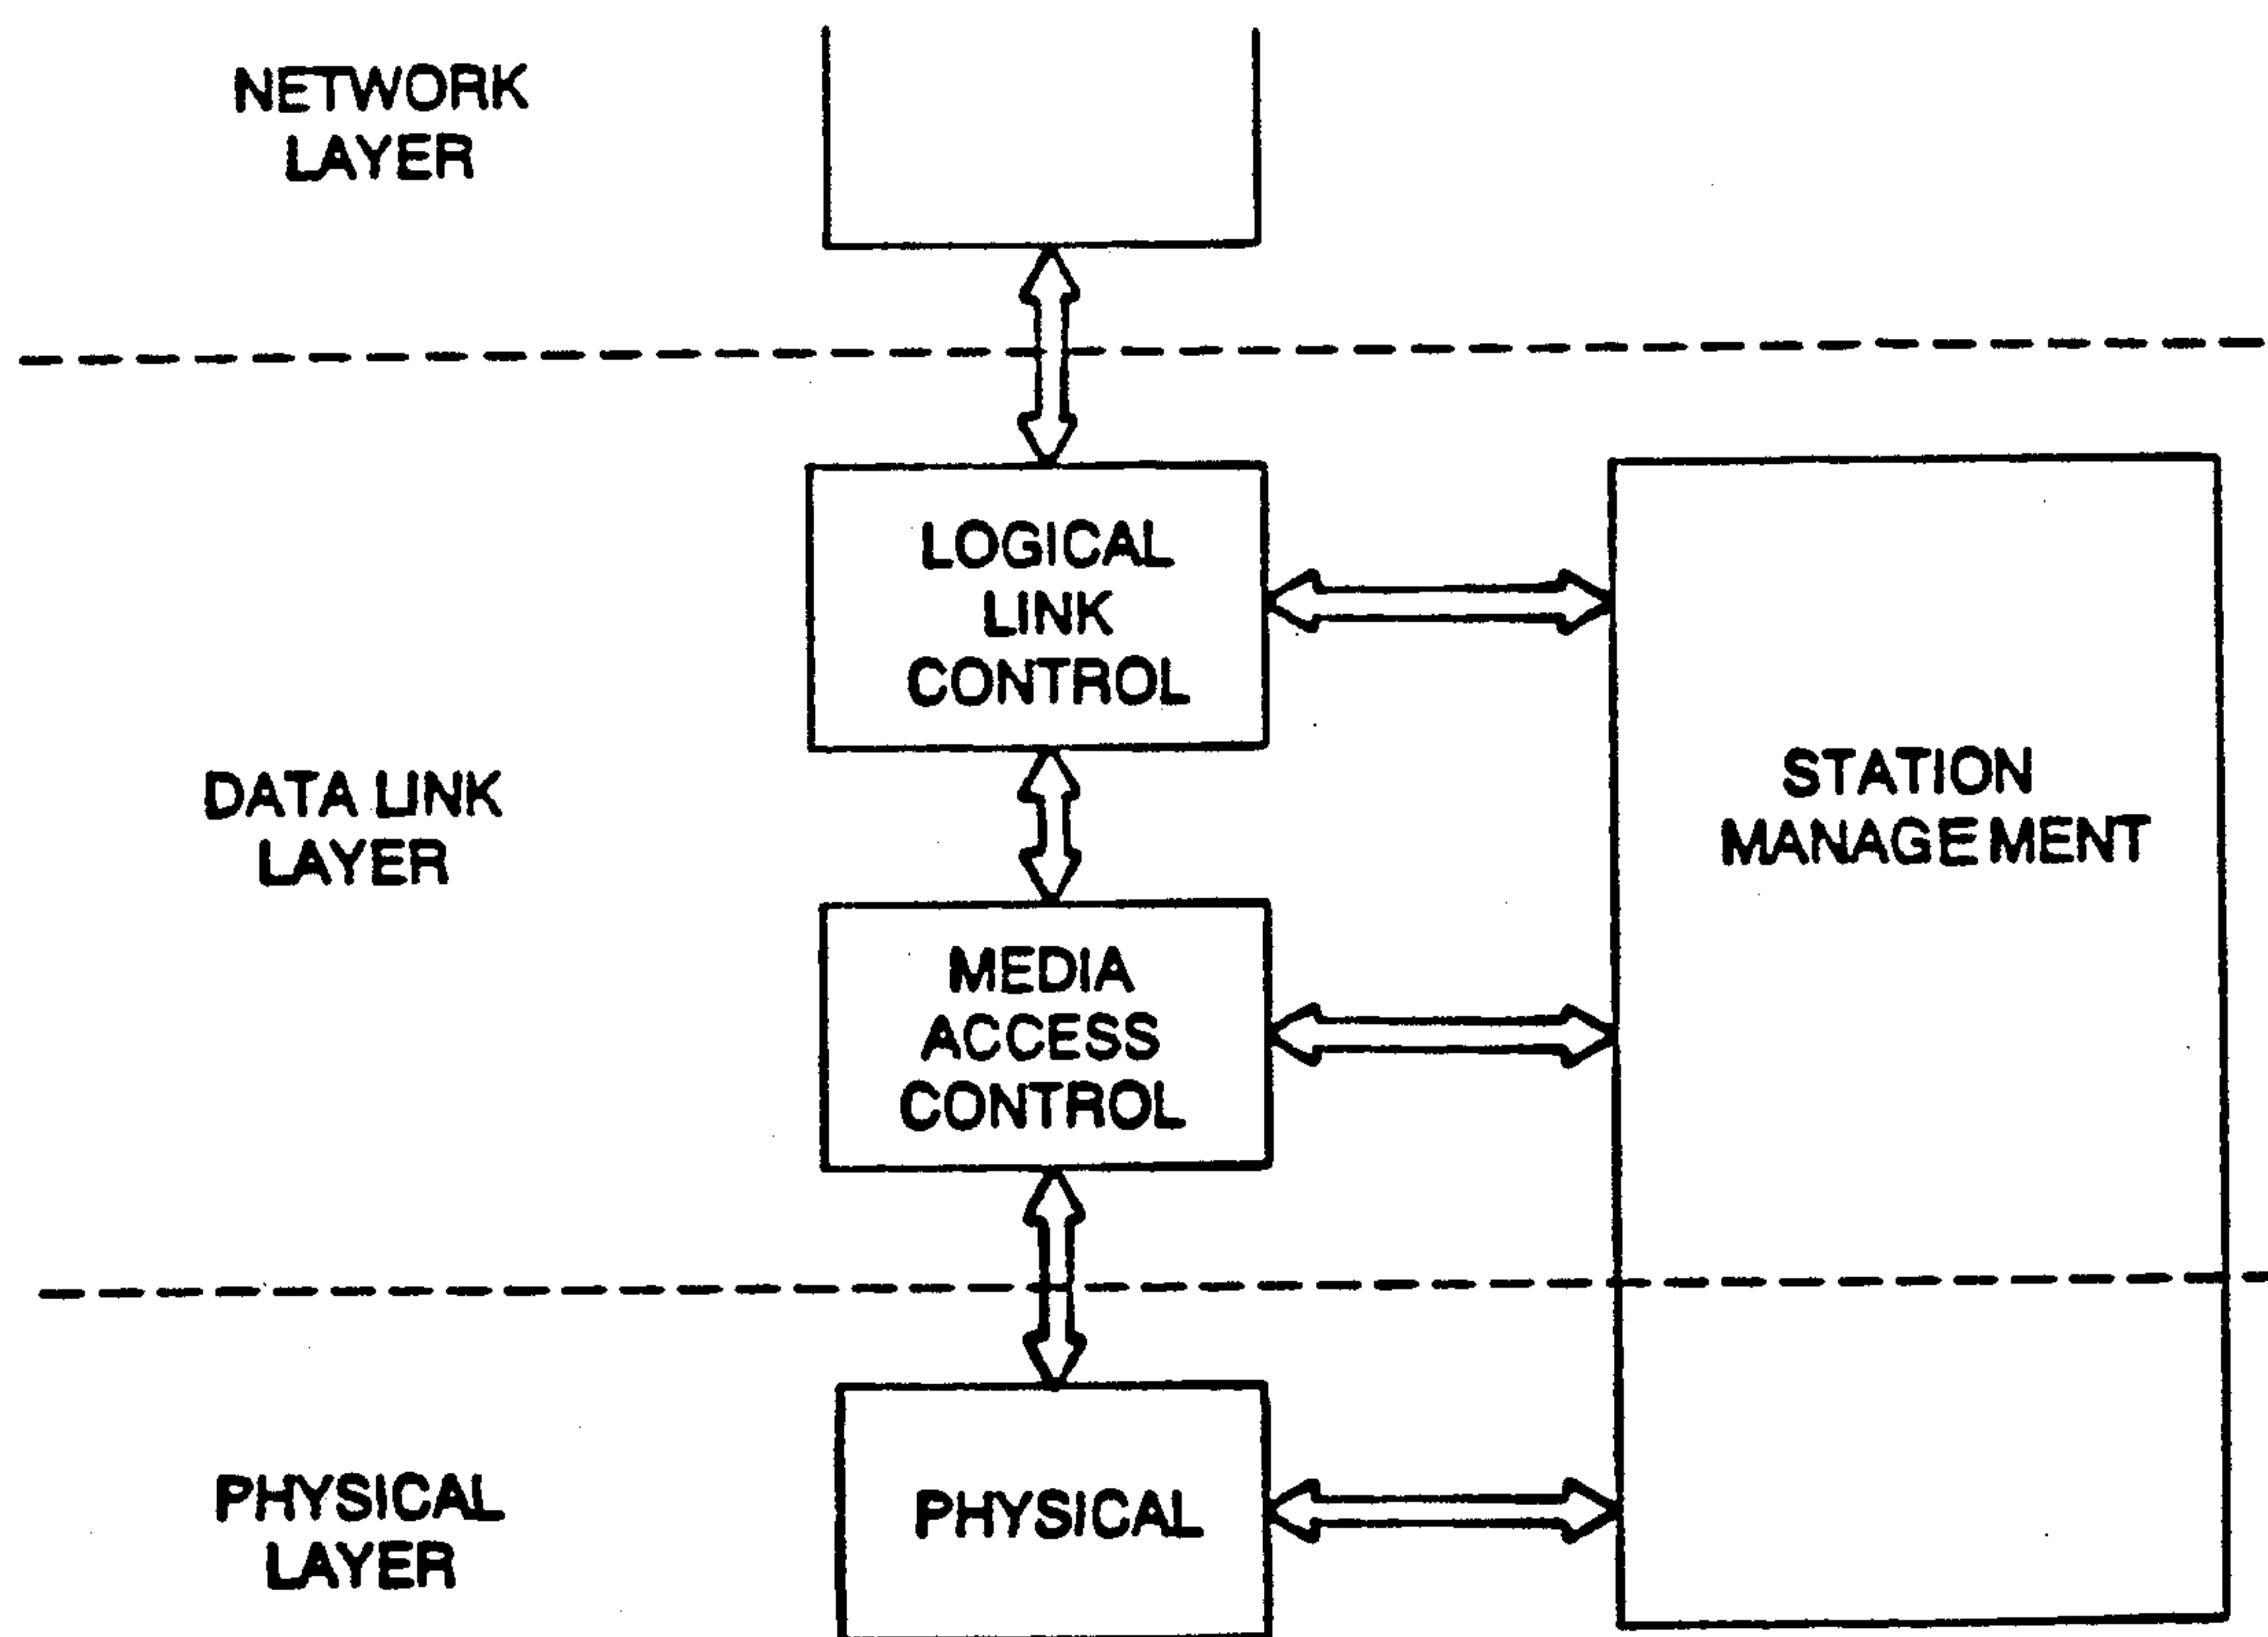 NETWORK
LAYER
LOGICAL
LINK
CONTROL
DATA LINK
LAYER
STATION
MANAGEMENT
MEDIA
ACCESS
CONTROL
PHYSICAL
LAYER
PHYSICAL